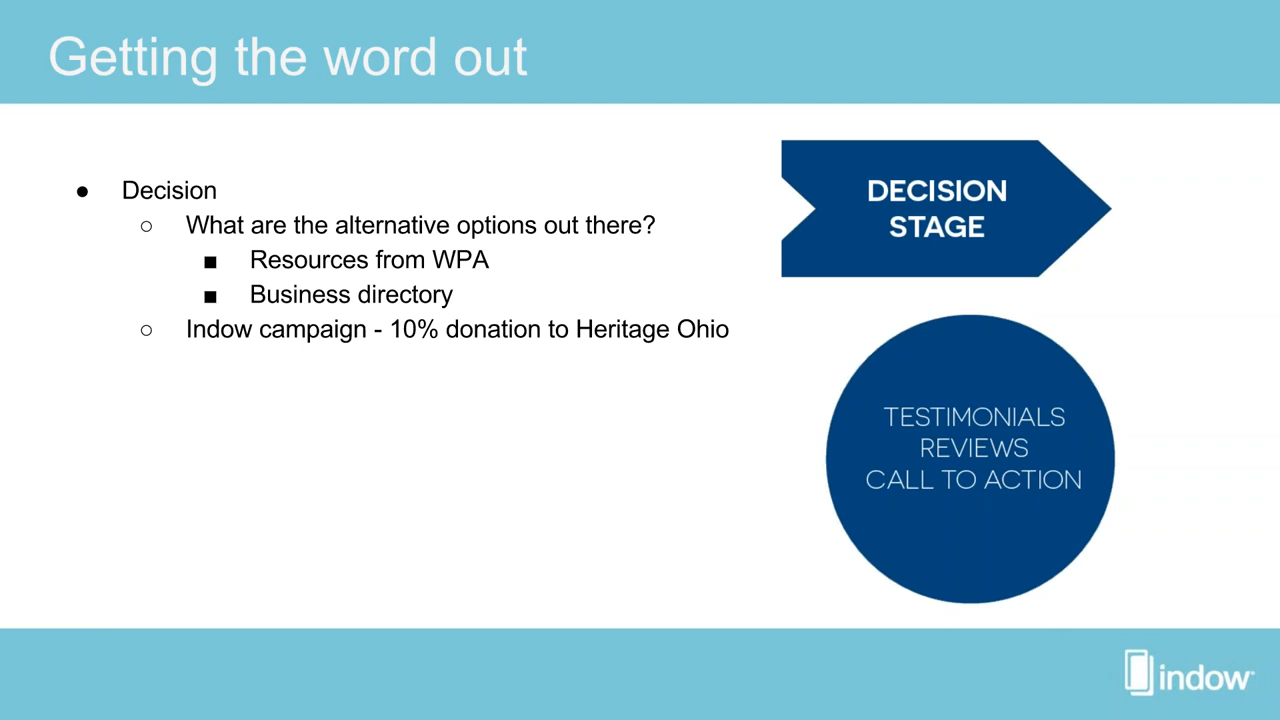 Getting the word out
● Decision
○ What are the alternative options out there?
■ Resources from WPA
■ Business directory
○ Indow campaign - 10% donation to Heritage Ohio
DECISION
STAGE
TESTIMONIALS
REVIEWS
CALL TO ACTION
indow